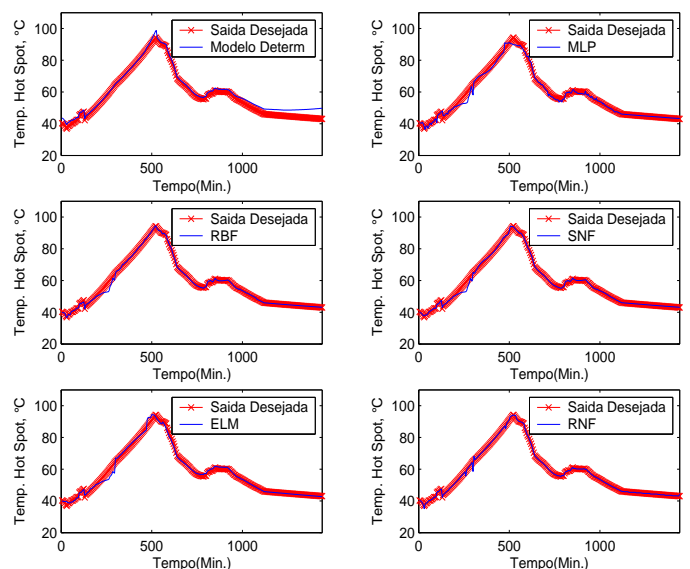 100
80
60
40
20
Temp. Hot Spot, °C
0
500
1000
Tempo(Min.)
Saida Desejada
Modelo Determ
100
80
60
40
20
Temp. Hot Spot, °C
0
500
1000
Tempo(Min.)
Saida Desejada
MLP
100
80
60
40
20
Temp. Hot Spot, °C
0
500
1000
Tempo(Min.)
Saida Desejada
RBF
100
80
60
40
20
Temp. Hot Spot, °C
0
500
1000
Tempo(Min.)
Saida Desejada
SNF
100
80
60
40
20
Temp. Hot Spot, °C
0
500
1000
Tempo(Min.)
Saida Desejada
ELM
100
80
60
40
20
Temp. Hot Spot, °C
0
500
1000
Tempo(Min.)
Saida Desejada
RNF